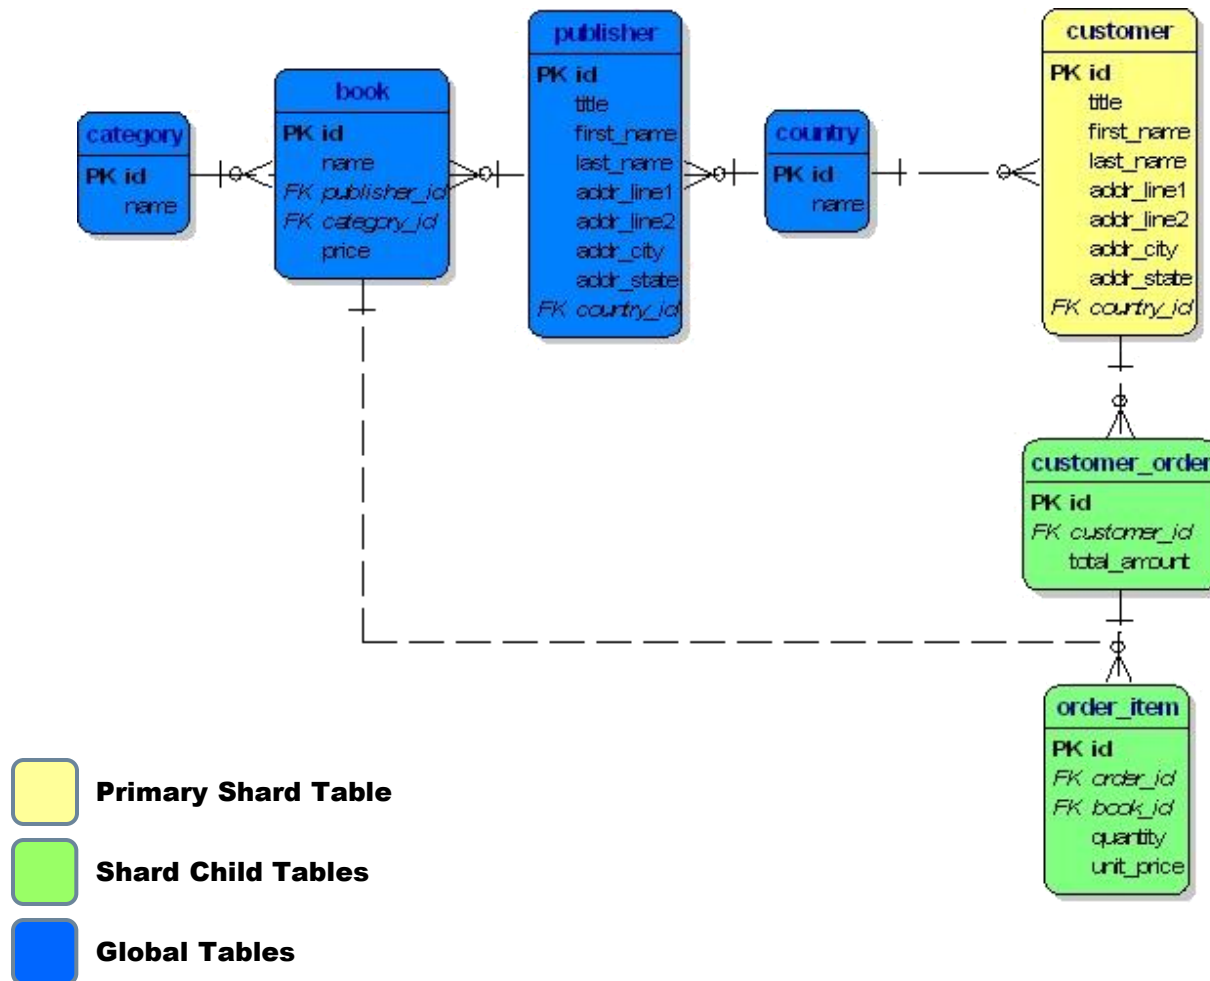 category
PK id
name
book
PK id
name
FK publisher_id
FK category_id
price
publisher
PK id
title
first_name
last_name
addr_line1
addr_line2
addr_city
addr_state
FK country_id
country
PK id
name
customer
PK id
title
first_name
last_name
addr_line1
addr_line2
addr_city
addr_state
FK country_id
customer_order
PK id
FK customer_id
total_amount
order_item
PK id
FK order_id
FK book_id
quantity
unit_price
Primary Shard Table
Shard Child Tables
Global Tables